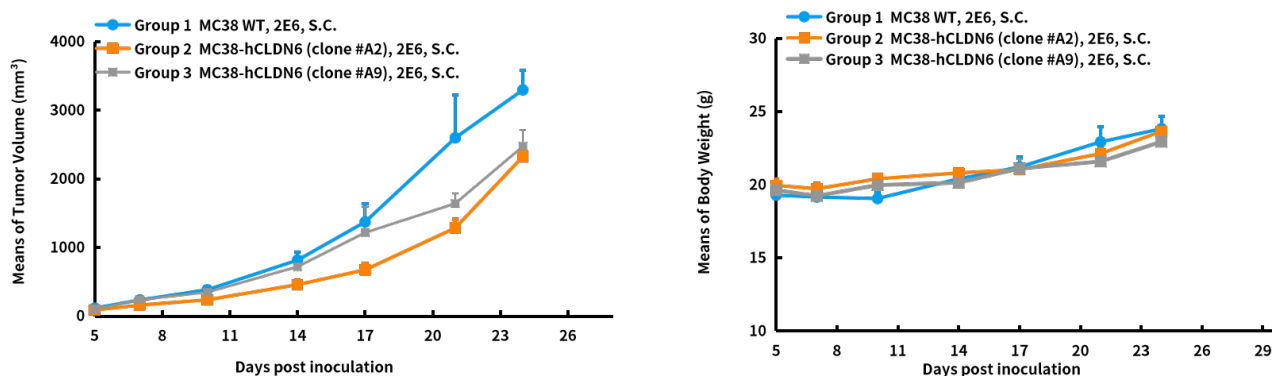 Group 1 MC38 WT, 2E6, S.C.
Group 2 MC38-hCLDN6 (clone #A2), 2E6, S.C.
Group 3 MC38-hCLDN6 (clone #A9), 2E6, S.C.
Means of Tumor Volume (mm³)
4000
3000
2000
1000
0
5 8 11 14 17 20 23 26
Days post inoculation
Group 1 MC38 WT, 2E6, S.C.
Group 2 MC38-hCLDN6 (clone #A2), 2E6, S.C.
Group 3 MC38-hCLDN6 (clone #A9), 2E6, S.C.
Means of Body Weight (g)
30
25
20
15
10
5 8 11 14 17 20 23 26 29
Days post inoculation